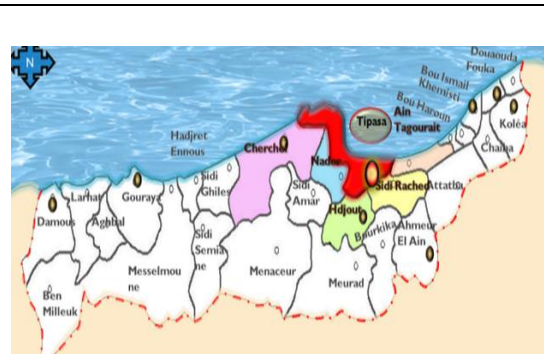 N
Douaouda
Fouka
Bou Ismail
Khemisti
Bou Haroun
Koléa
Tipasa
Ain
Tagourait
Chaiba
Hadjret
Ennous
Cherchel
Nador
Sidi Rached
Attatba
Sidi
Ghiles
Sidi
Amar
Larhat
Gouraya
Hdjout
Damous
Aghbal
Bourkika
Ahmeur
El Ain
Sidi
Semia
ne
Messelmou
ne
Menaceur
Meurad
Ben
Milleuk